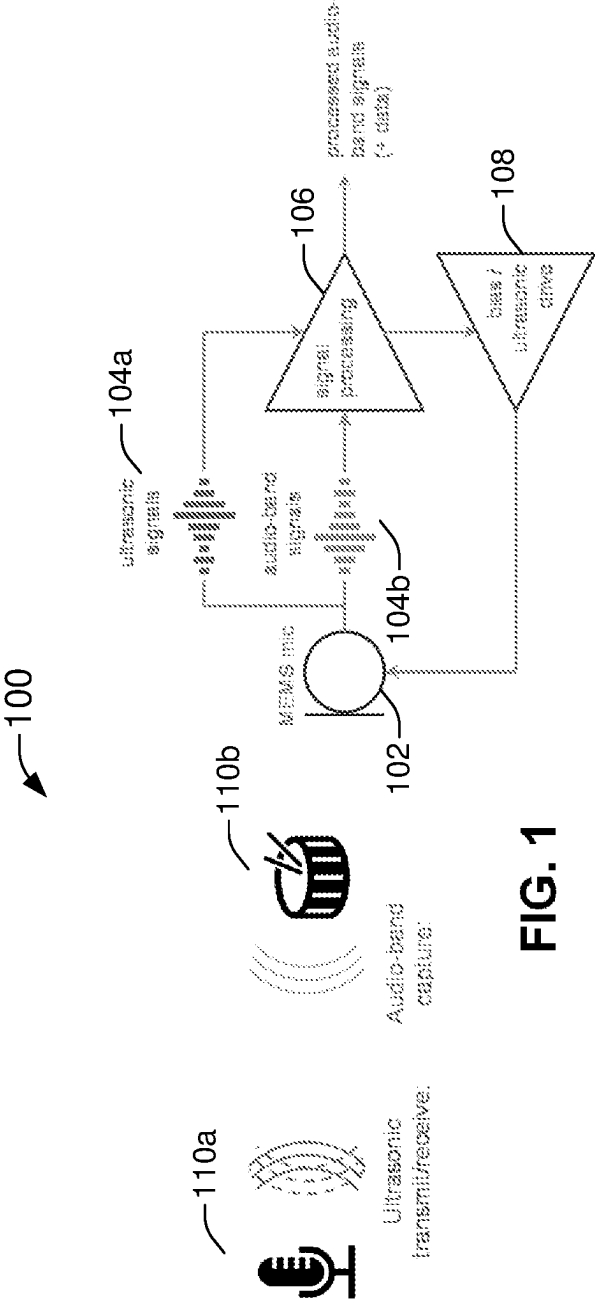 100
ultrasonic
signals
104a
audio-band
signals
104b
MEMS mic
102
signal
processing
106
processed audio-
band signals
(+ data)
bias /
ultrasonic
drive
108
110a
110b
Ultrasonic
transmit/receive:
Audio-band
capture:
FIG. 1